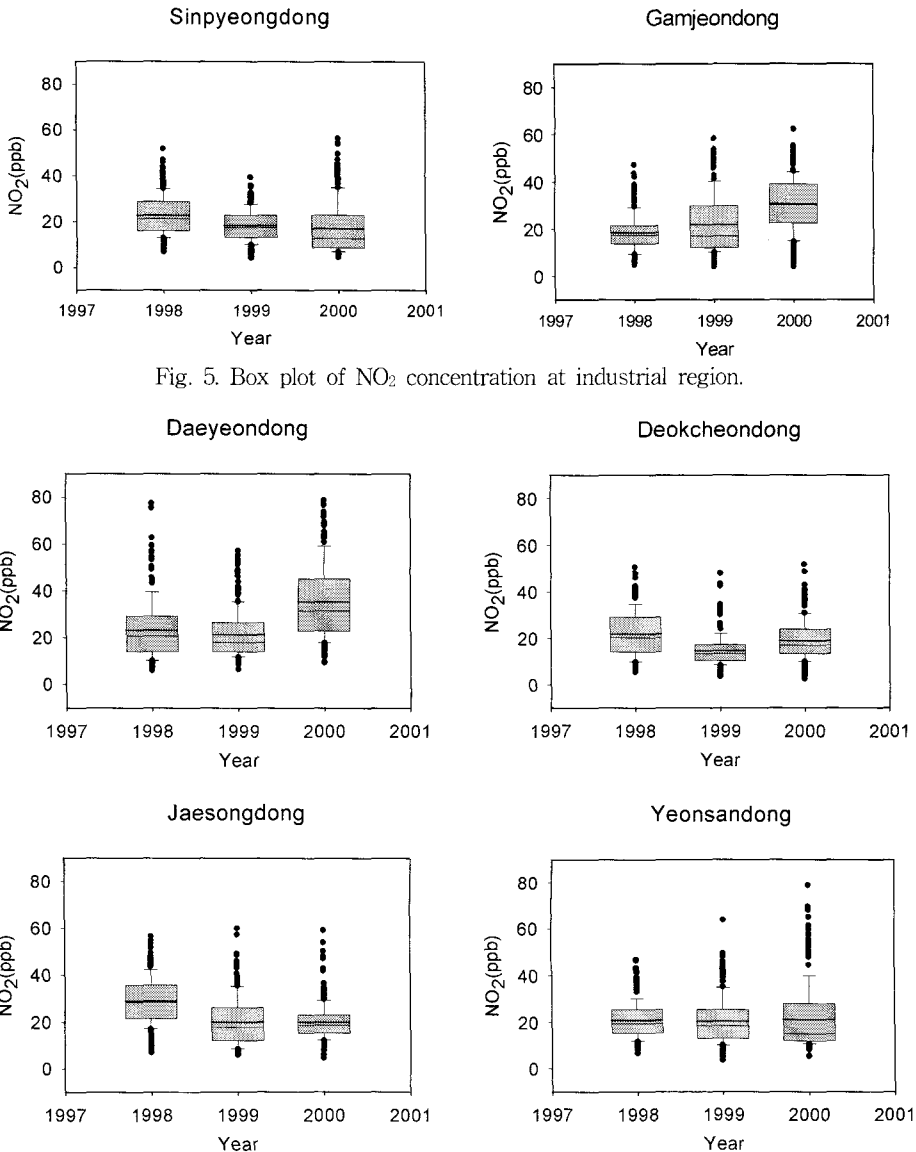 Sinpyeongdong
Gamjeondong
NO2(ppb)
80
60
40
20
0
1997 1998 1999 2000 2001
Year
NO2(ppb)
80
60
40
20
0
1997 1998 1999 2000 2001
Year
Fig. 5. Box plot of NO2 concentration at industrial region.
Daeyeondong
Deokcheondong
NO2(ppb)
80
60
40
20
0
1997 1998 1999 2000 2001
Year
NO2(ppb)
80
60
40
20
0
1997 1998 1999 2000 2001
Year
Jaesongdong
Yeonsandong
NO2(ppb)
80
60
40
20
0
1997 1998 1999 2000 2001
Year
NO2(ppb)
80
60
40
20
0
1997 1998 1999 2000 2001
Year